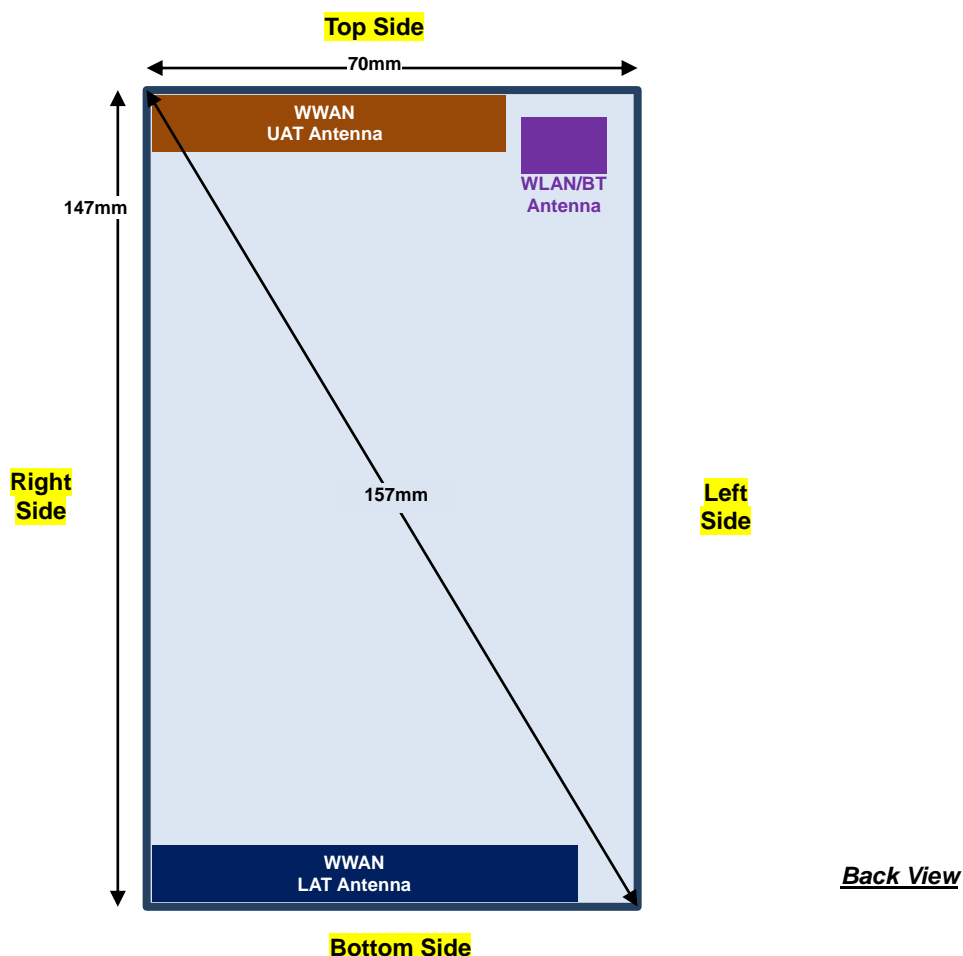 Top Side
70mm
WWAN
UAT Antenna
WLAN/BT
Antenna
147mm
Right
Side
157mm
Left
Side
WWAN
LAT Antenna
Back View
Bottom Side